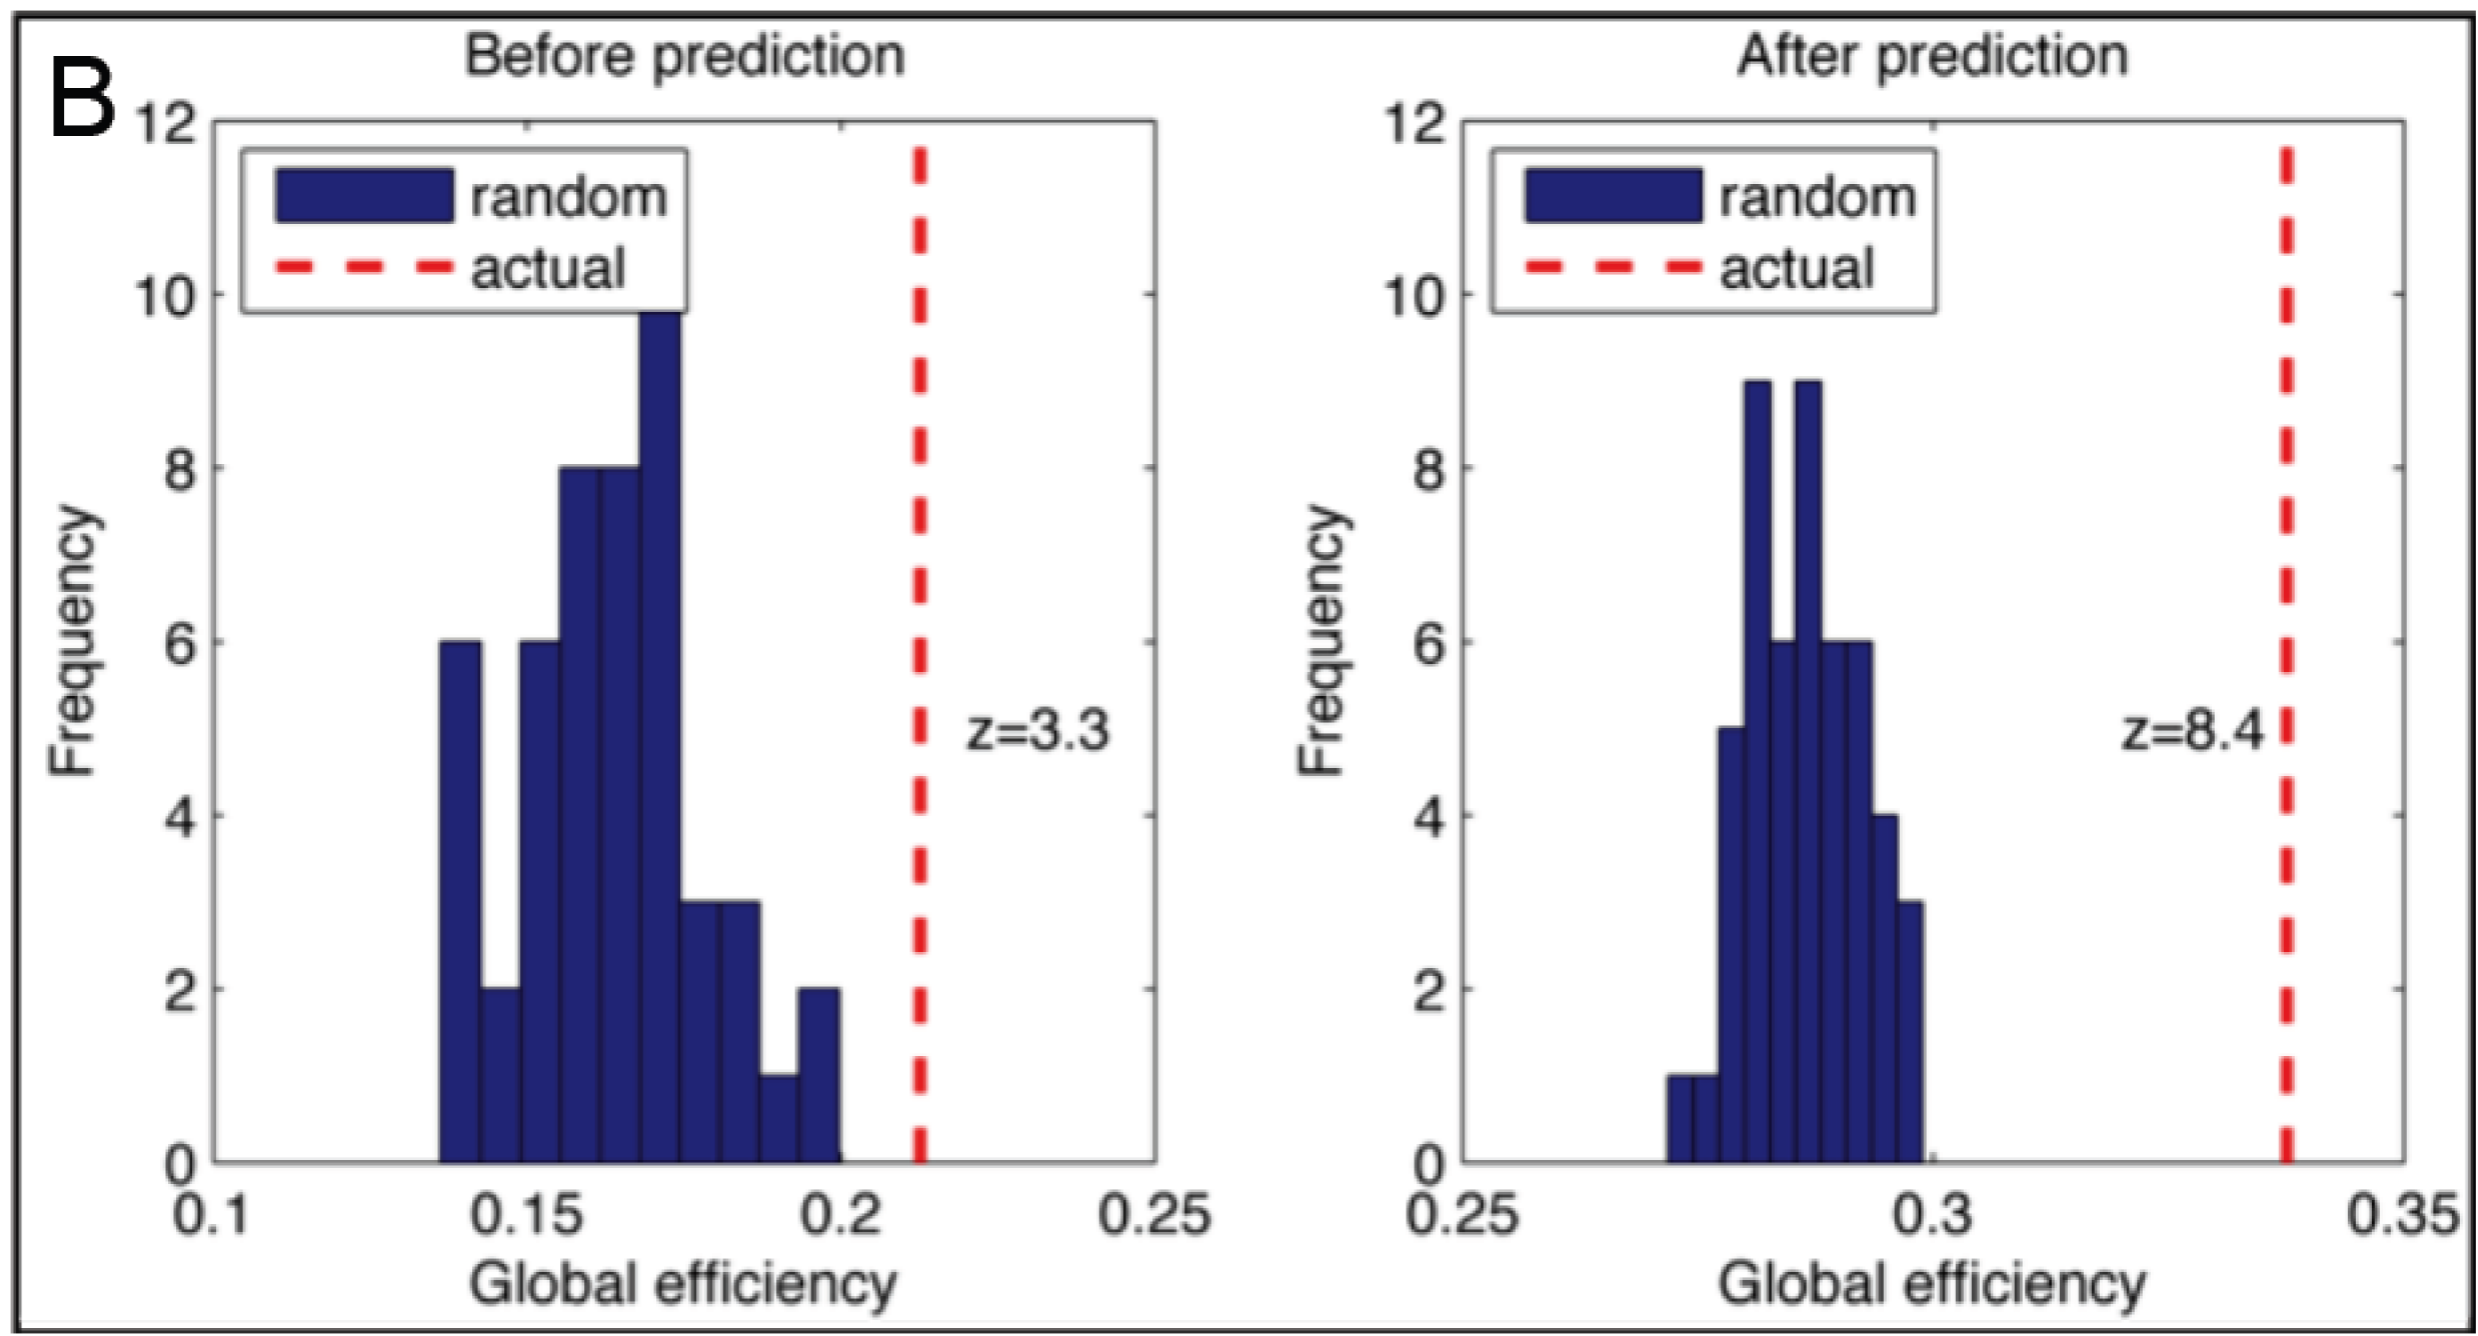 B
Before prediction
12
10
8
6
4
2
0
Frequency
random
actual
z=3.3
0.1 0.15 0.2 0.25
Global efficiency
After prediction
12
10
8
6
4
2
0
Frequency
random
actual
z=8.4
0.25 0.3 0.35
Global efficiency